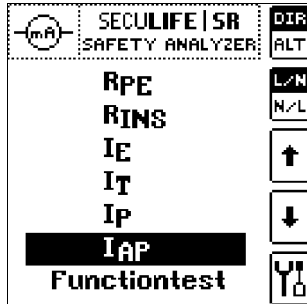 mA
SECULIFE | SR
SAFETY ANALYZER
DIR
ALT
L/N
N/L
RPE
RINS
IE
IT
IP
IAP
Functiontest